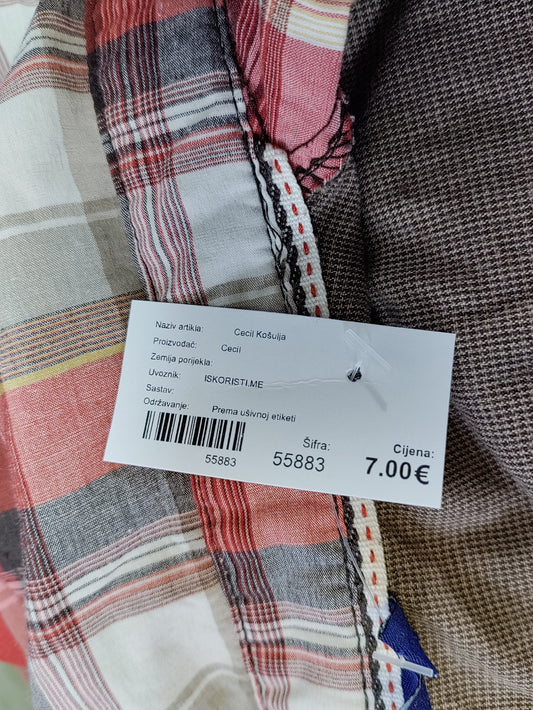 Naziv artikla: Cecil Košulja
Proizvođač: Cecil
Zemlja porijekla:
Uvoznik: ISKORISTI.ME
Sastav:
Održavanje: Prema ušivnoj etiketi
55883
Šifra:
55883
Cijena:
7.00€